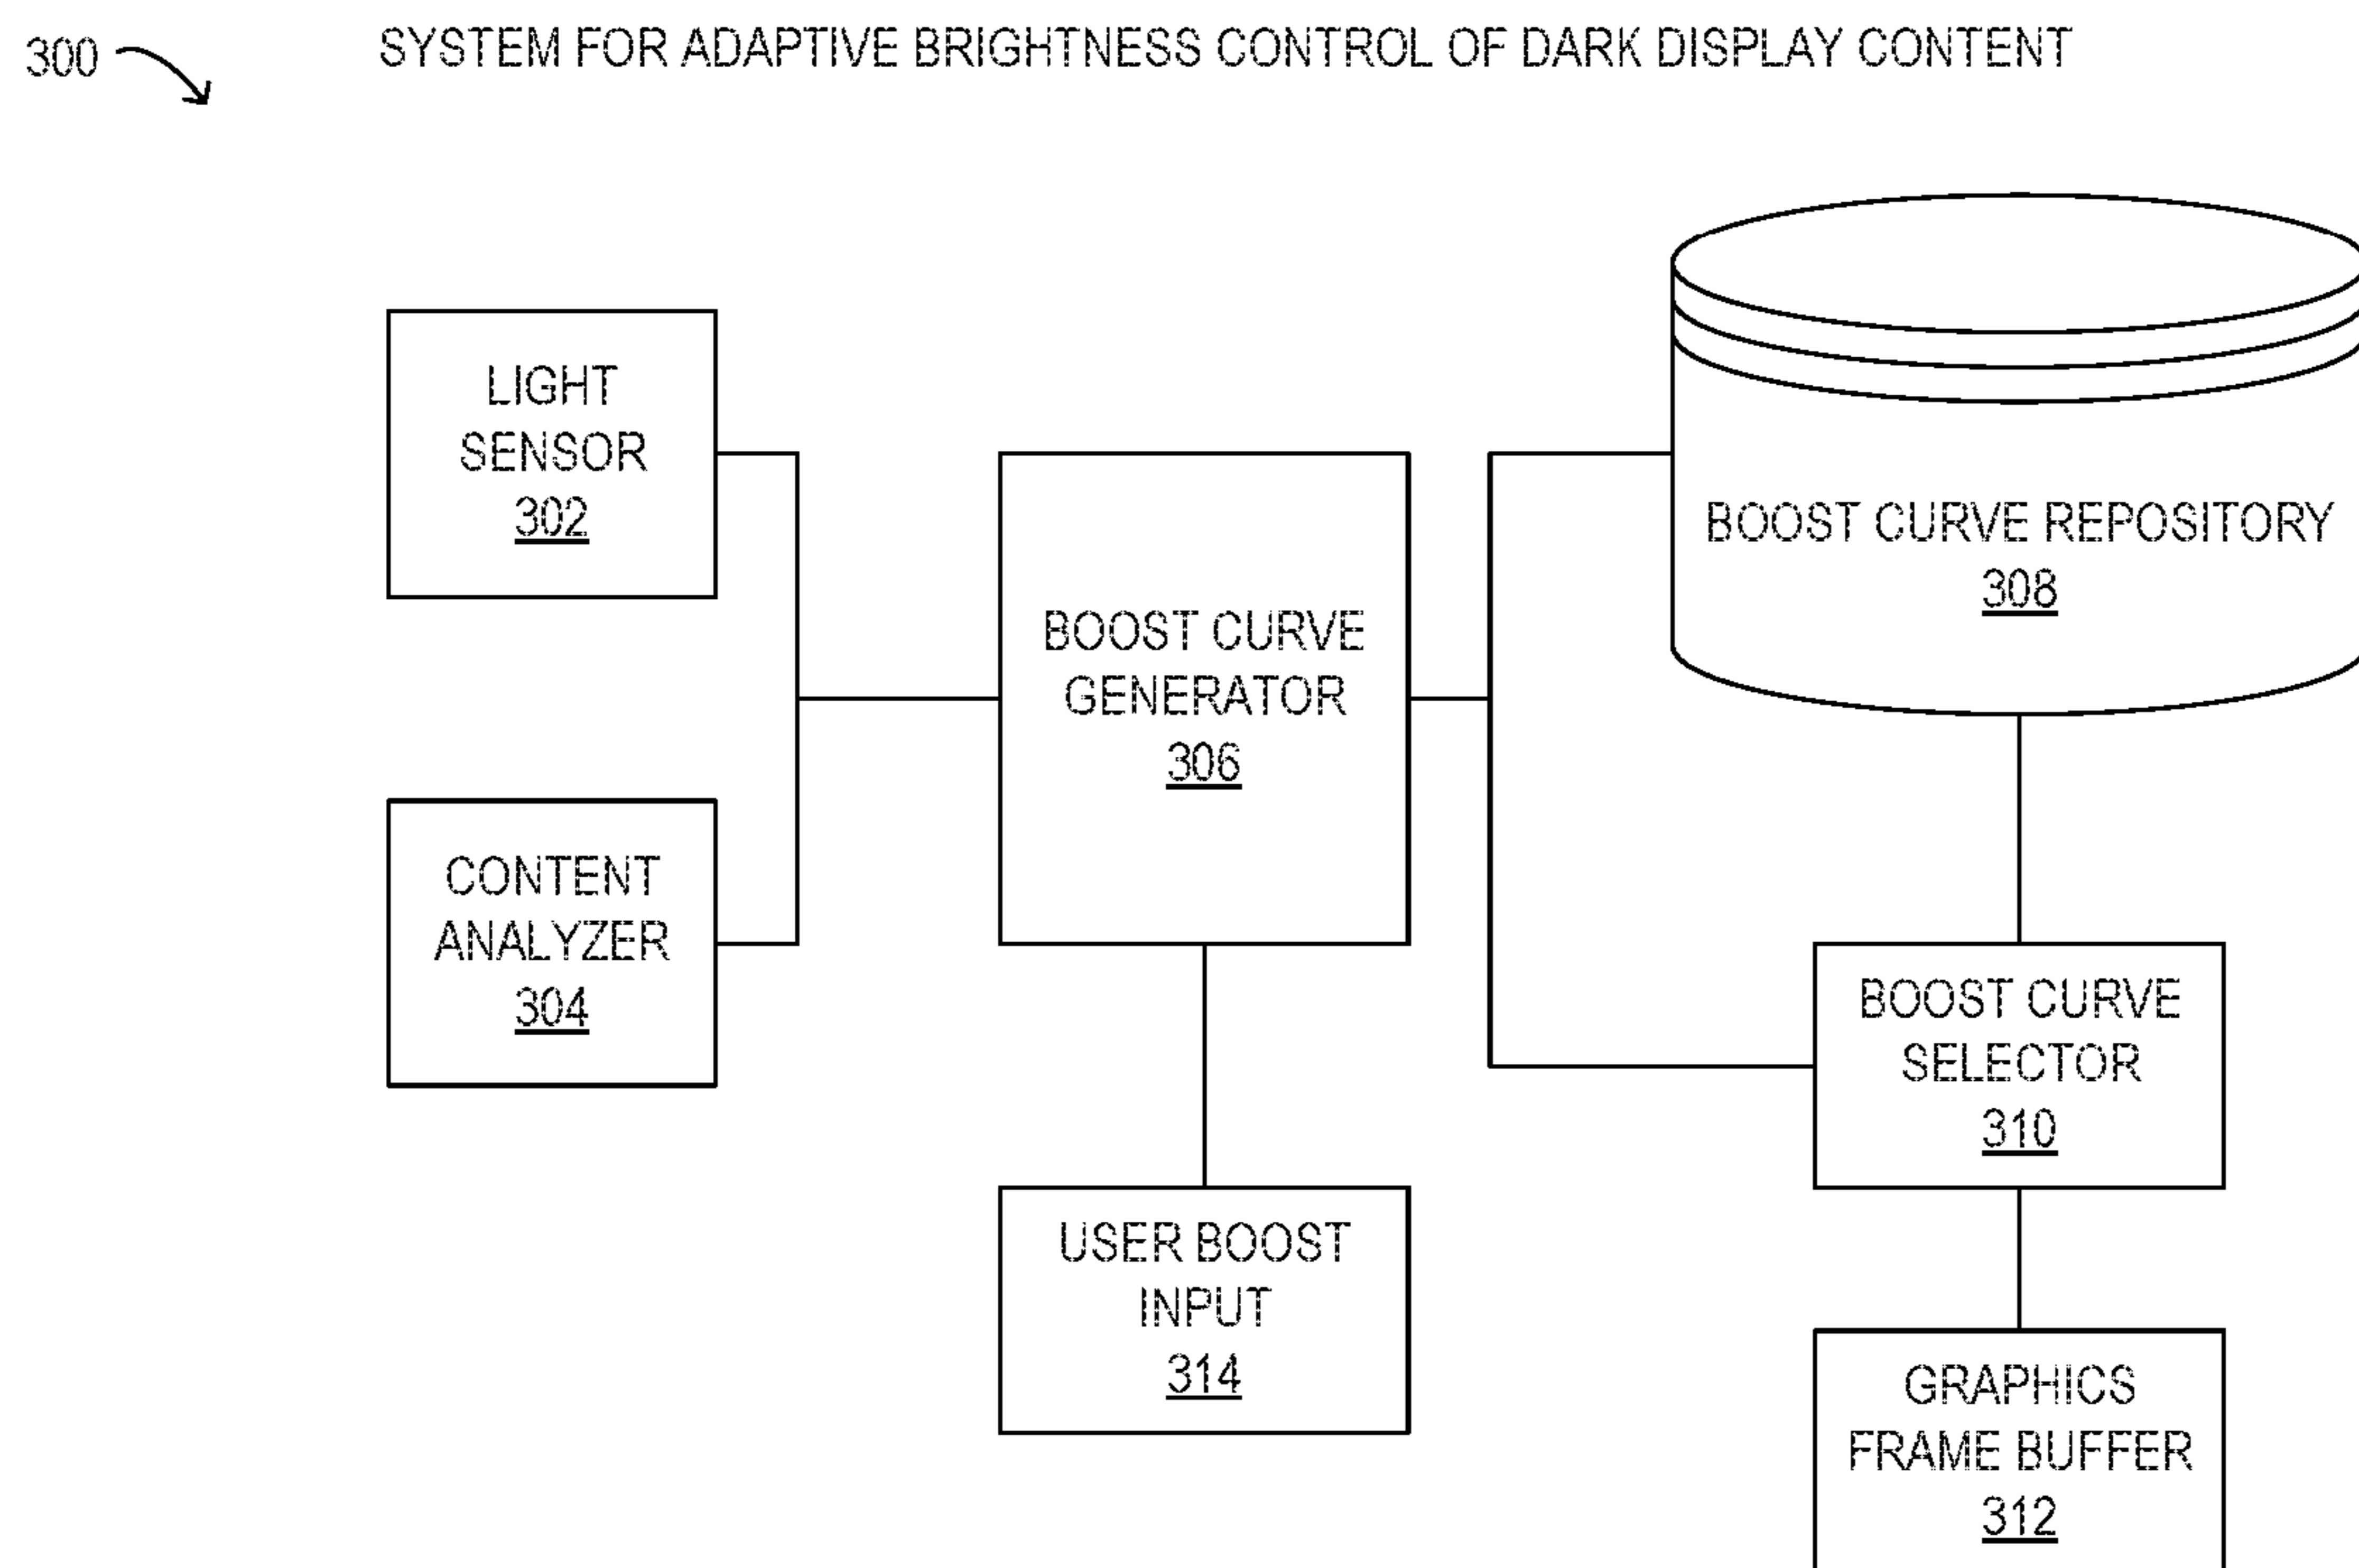 300
SYSTEM FOR ADAPTIVE BRIGHTNESS CONTROL OF DARK DISPLAY CONTENT
LIGHT
SENSOR
302
CONTENT
ANALYZER
304
BOOST CURVE
GENERATOR
306
USER BOOST
INPUT
314
BOOST CURVE REPOSITORY
308
BOOST CURVE
SELECTOR
310
GRAPHICS
FRAME BUFFER
312